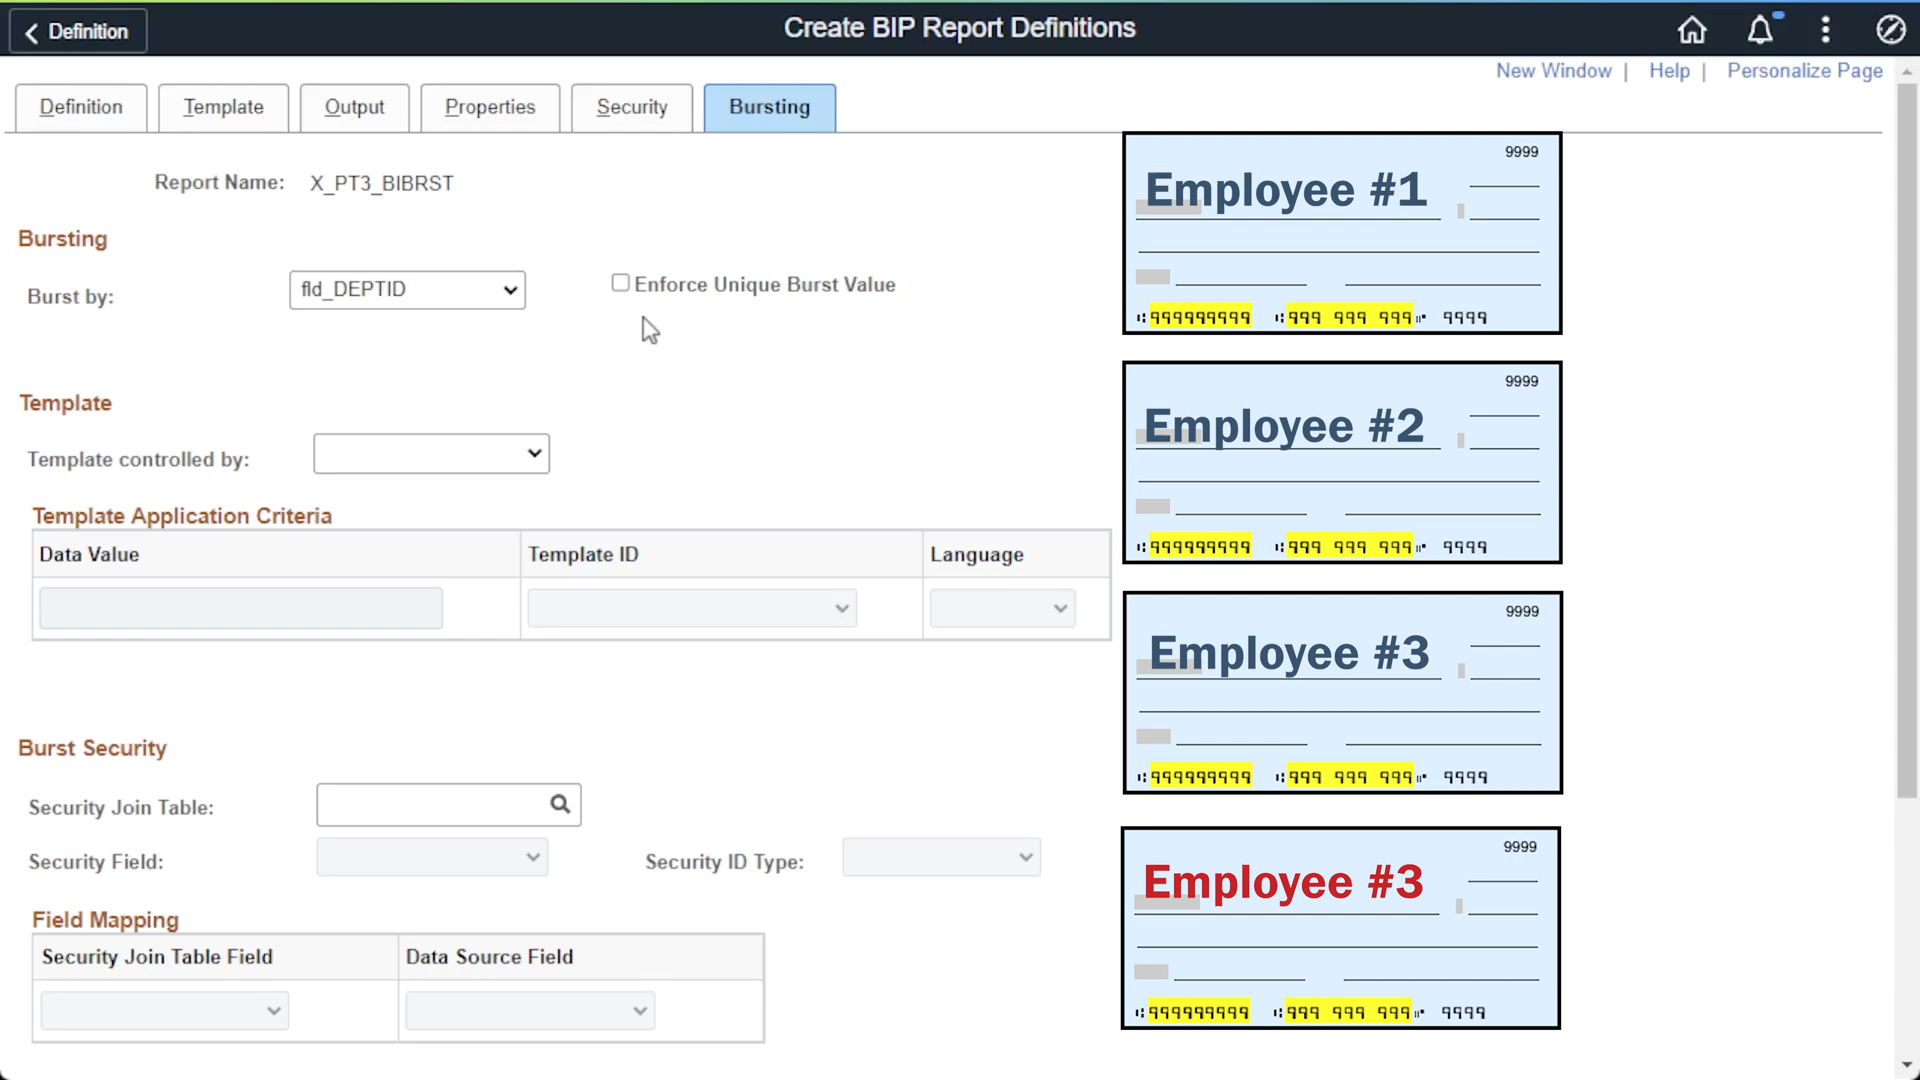 Definition
Create BIP Report Definitions
New Window | Help | Personalize Page
Definition Template Output Properties Security Bursting
Report Name: X_PT3_BIBRST
Bursting
Burst by: fld_DEPTID Enforce Unique Burst Value
Template
Template controlled by:
Template Application Criteria
Data Value Template ID Language
Burst Security
Security Join Table:
Security Field: Security ID Type:
Field Mapping
Security Join Table Field Data Source Field
9999
Employee #1
⑆999999999 ⑆999 999 999⑈ 9999
9999
Employee #2
⑆999999999 ⑆999 999 999⑈ 9999
9999
Employee #3
⑆999999999 ⑆999 999 999⑈ 9999
9999
Employee #3
⑆999999999 ⑆999 999 999⑈ 9999